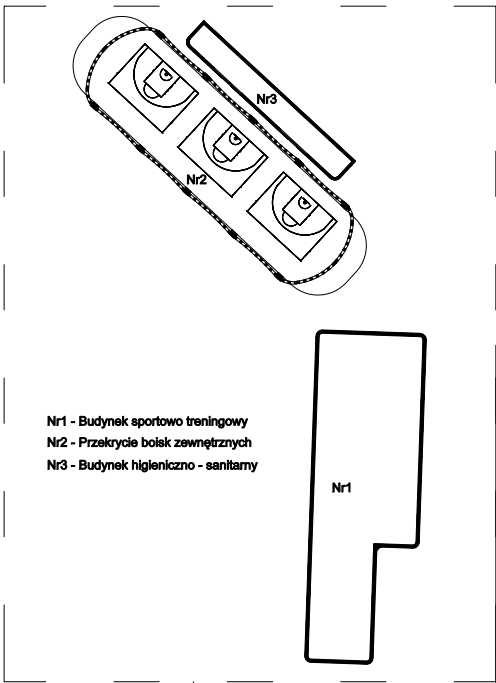 Nr3
Nr2
Nr1 - Budynek sportowo treningowy
Nr2 - Przekrycie boisk zewnętrznych
Nr3 - Budynek higieniczno - sanitarny
Nr1